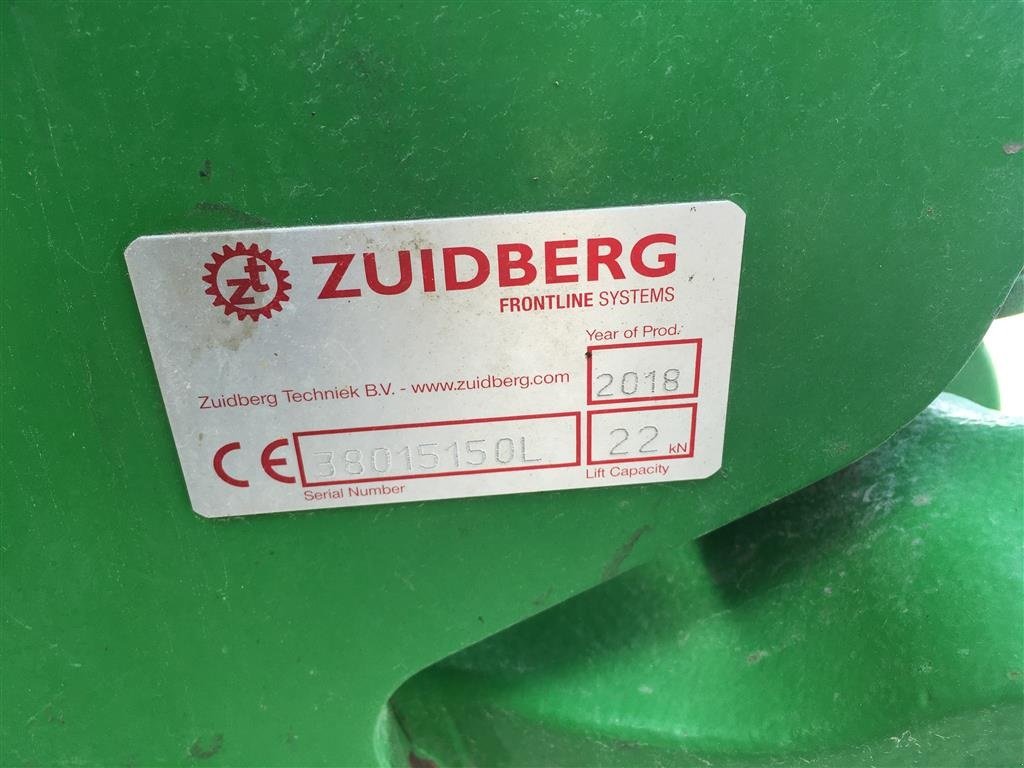 zt ZUIDBERG
FRONTLINE SYSTEMS
Year of Prod.
2018
Zuidberg Techniek B.V. - www.zuidberg.com
CE 38015150L
22 kN
Serial Number
Lift Capacity